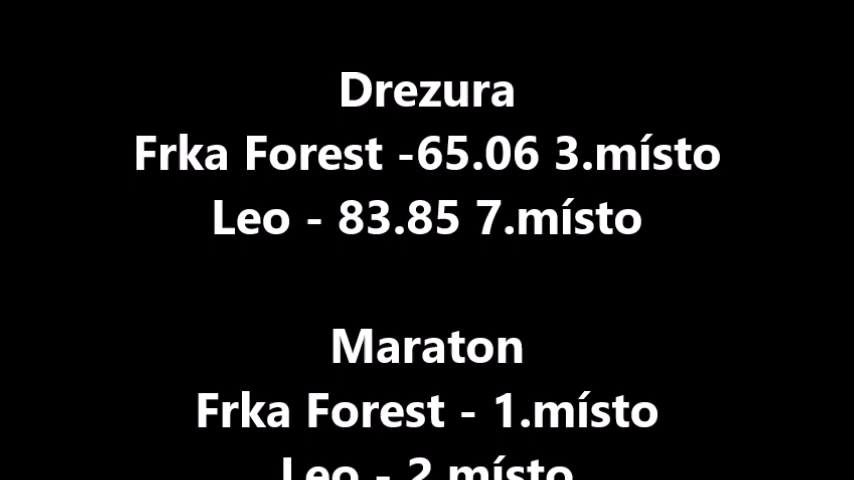 Drezura
Frka Forest -65.06 3.místo
Leo - 83.85 7.místo
Maraton
Frka Forest - 1.místo
Leo - 2.místo